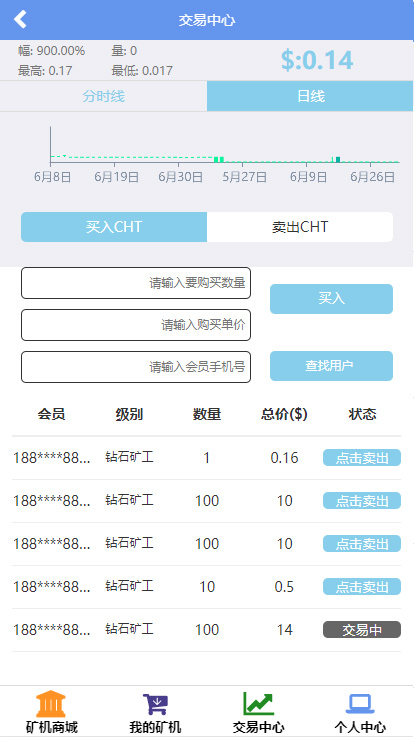 交易中心
幅: 900.00% 量: 0
$:0.14
最高: 0.17 最低: 0.017
分时线 日线
6月8日 6月19日 6月30日 5月27日 6月9日 6月26日
买入CHT 卖出CHT
请输入要购买数量 买入
请输入购买单价
请输入会员手机号 查找用户
会员 级别 数量 总价($) 状态
188****88... 钻石矿工 1 0.16 点击卖出
188****88... 钻石矿工 100 10 点击卖出
188****88... 钻石矿工 100 10 点击卖出
188****88... 钻石矿工 10 0.5 点击卖出
188****88... 钻石矿工 100 14 交易中
矿机商城 我的矿机 交易中心 个人中心